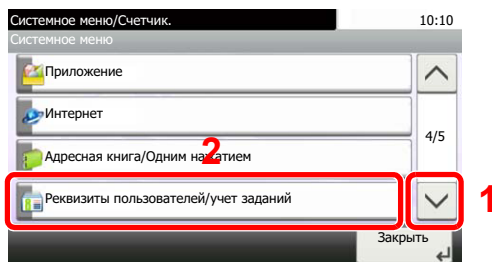 Системное меню/Счетчик. 10:10
Системное меню
Приложение
Интернет
4/5
2
Адресная книга/Одним нажатием
Реквизиты пользователей/учет заданий
1
Закрыть